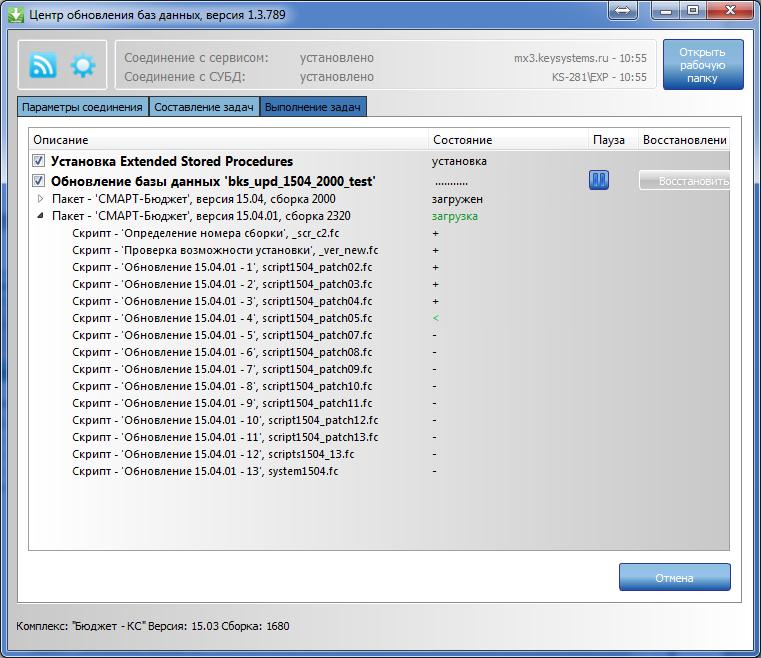 Центр обновления баз данных, версия 1.3.789
Соединение с сервисом: установлено mx3.keysystems.ru - 10:55
Соединение с СУБД: установлено KS-281\EXP - 10:55
Открыть рабочую папку
Параметры соединения Составление задач Выполнение задач
Описание Состояние Пауза Восстановлени
Установка Extended Stored Procedures установка
Обновление базы данных 'bks_upd_1504_2000_test' ........... Восстановить
Пакет - 'СМАРТ-Бюджет', версия 15.04, сборка 2000 загружен
Пакет - 'СМАРТ-Бюджет', версия 15.04.01, сборка 2320 загрузка
Скрипт - 'Определение номера сборки', _scr_c2.fc +
Скрипт - 'Проверка возможности установки', _ver_new.fc +
Скрипт - 'Обновление 15.04.01 - 1', script1504_patch02.fc +
Скрипт - 'Обновление 15.04.01 - 2', script1504_patch03.fc +
Скрипт - 'Обновление 15.04.01 - 3', script1504_patch04.fc +
Скрипт - 'Обновление 15.04.01 - 4', script1504_patch05.fc <
Скрипт - 'Обновление 15.04.01 - 5', script1504_patch07.fc -
Скрипт - 'Обновление 15.04.01 - 6', script1504_patch08.fc -
Скрипт - 'Обновление 15.04.01 - 7', script1504_patch09.fc -
Скрипт - 'Обновление 15.04.01 - 8', script1504_patch10.fc -
Скрипт - 'Обновление 15.04.01 - 9', script1504_patch11.fc -
Скрипт - 'Обновление 15.04.01 - 10', script1504_patch12.fc -
Скрипт - 'Обновление 15.04.01 - 11', script1504_patch13.fc -
Скрипт - 'Обновление 15.04.01 - 12', scripts1504_13.fc -
Скрипт - 'Обновление 15.04.01 - 13', system1504.fc -
Отмена
Комплекс: "Бюджет - КС" Версия: 15.03 Сборка: 1680